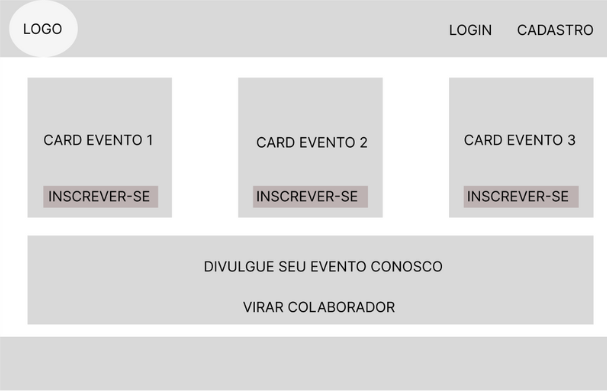 LOGO
LOGIN CADASTRO
CARD EVENTO 1
CARD EVENTO 2
CARD EVENTO 3
INSCREVER-SE
INSCREVER-SE
INSCREVER-SE
DIVULGUE SEU EVENTO CONOSCO
VIRAR COLABORADOR